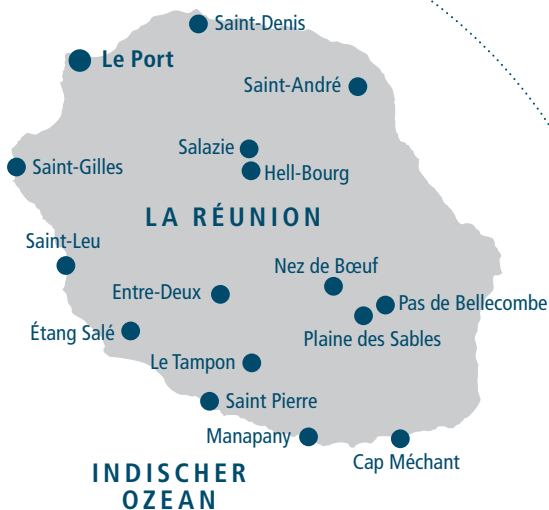 Saint-Denis
Le Port
Saint-André
Salazie
Saint-Gilles
Hell-Bourg
LA RÉUNION
Saint-Leu
Nez de Bœuf
Entre-Deux
Pas de Bellecombe
Étang Salé
Plaine des Sables
Le Tampon
Saint Pierre
Manapany
Cap Méchant
INDISCHER
OZEAN